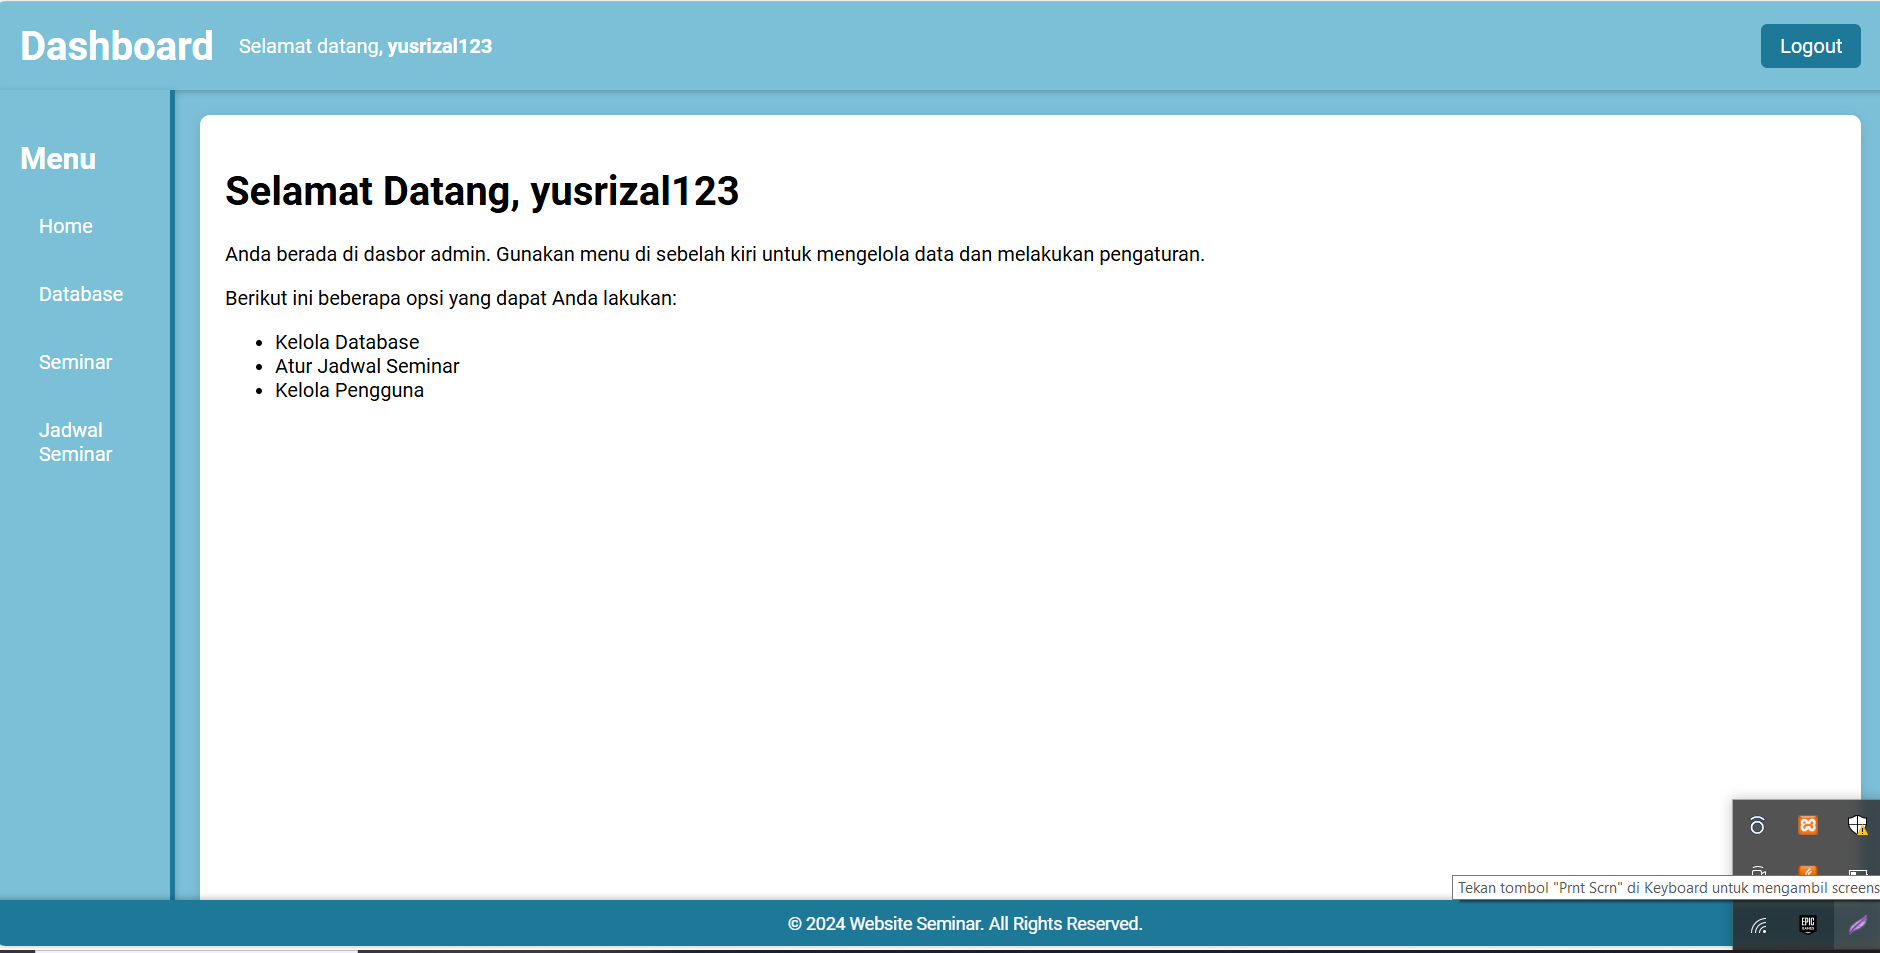 Dashboard
Selamat datang, yusrizal123
Logout
Menu
Home
Database
Seminar
Jadwal
Seminar
Selamat Datang, yusrizal123
Anda berada di dasbor admin. Gunakan menu di sebelah kiri untuk mengelola data dan melakukan pengaturan.
Berikut ini beberapa opsi yang dapat Anda lakukan:
• Kelola Database
• Atur Jadwal Seminar
• Kelola Pengguna
Tekan tombol "Prnt Scrn" di Keyboard untuk mengambil screens
© 2024 Website Seminar. All Rights Reserved.
EPIC
GAMES